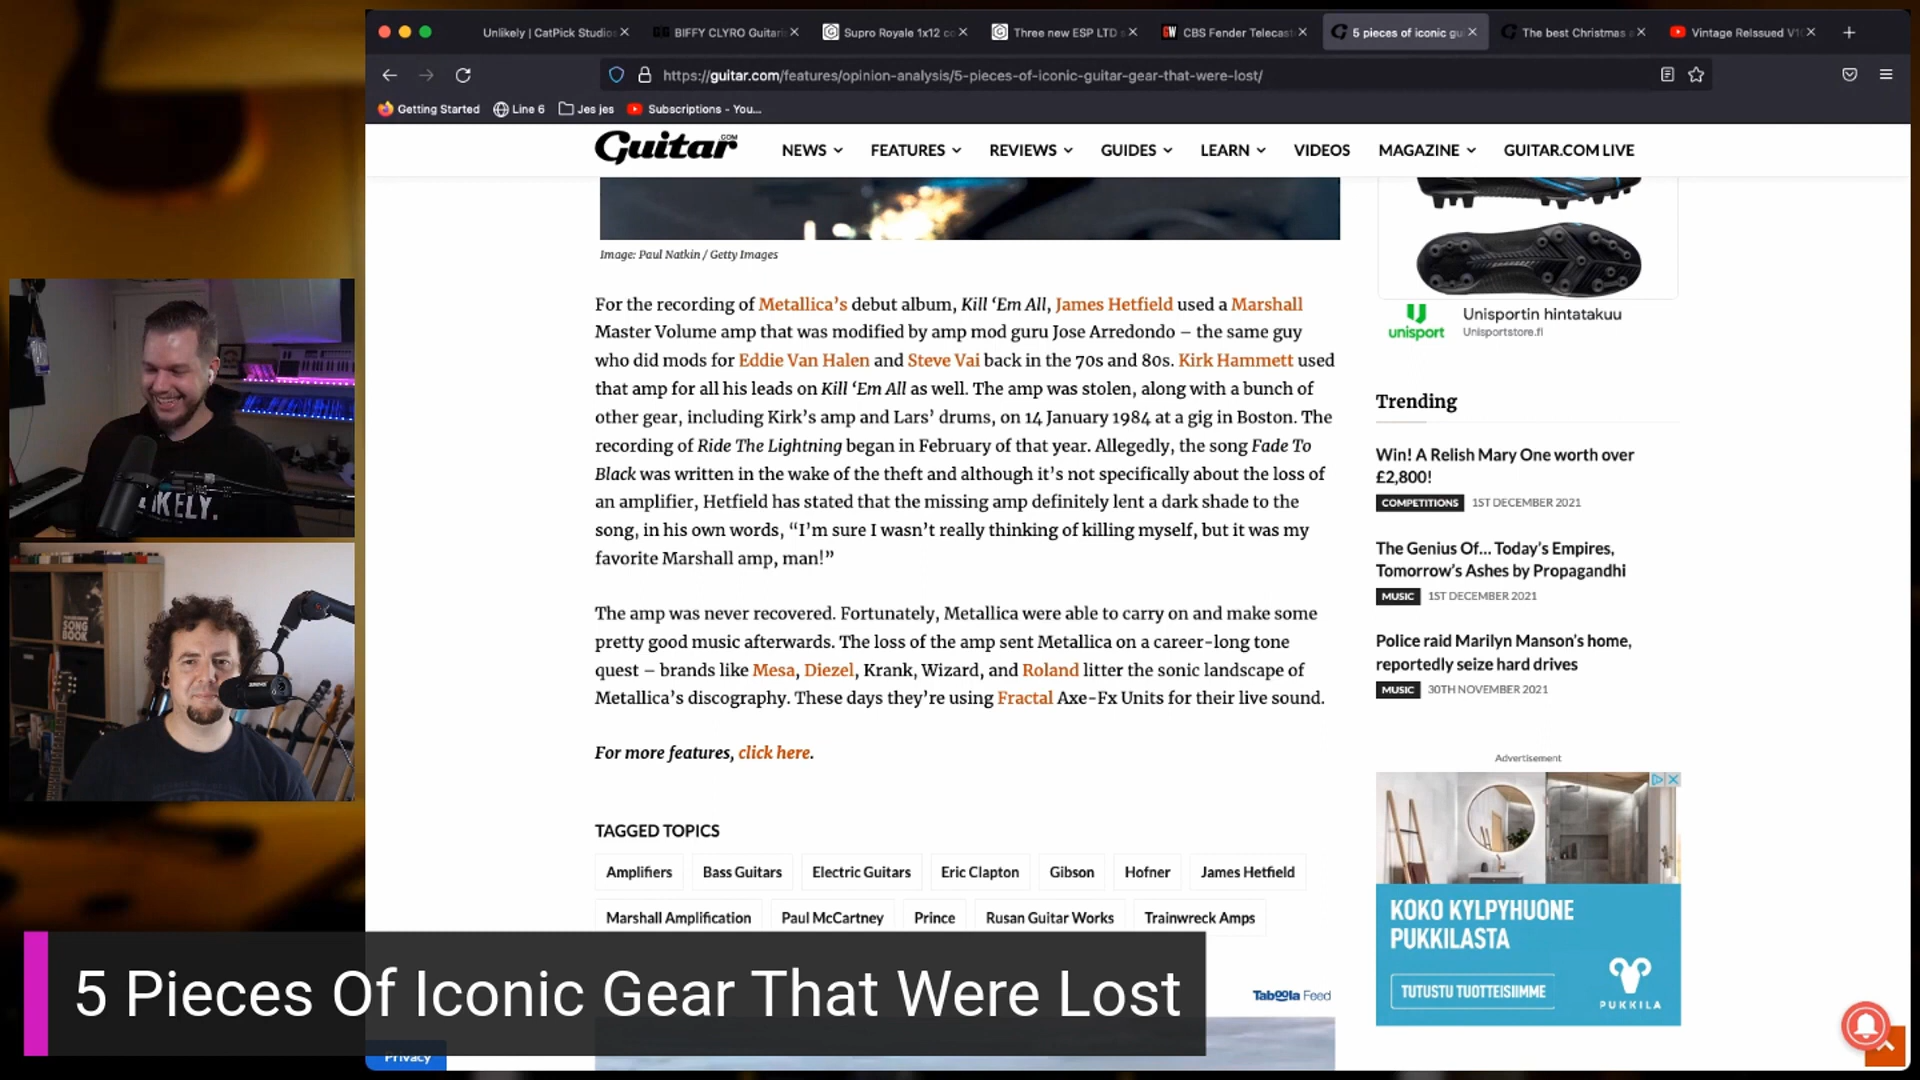 Unlikely | CatPick Studio
BIFFY CLYRO Guitari
Supro Royale 1x12 co
Three new ESP LTD s
CBS Fender Telecast
5 pieces of iconic gu
The best Christmas a
Vintage ReIssued V1
https://guitar.com/features/opinion-analysis/5-pieces-of-iconic-guitar-gear-that-were-lost/
Getting Started
Line 6
Jes jes
Subscriptions - You...
Guitar.COM
NEWS
FEATURES
REVIEWS
GUIDES
LEARN
VIDEOS
MAGAZINE
GUITAR.COM LIVE
Image: Paul Natkin / Getty Images
For the recording of Metallica's debut album, Kill 'Em All, James Hetfield used a Marshall
Master Volume amp that was modified by amp mod guru Jose Arredondo – the same guy
who did mods for Eddie Van Halen and Steve Vai back in the 70s and 80s. Kirk Hammett used
that amp for all his leads on Kill 'Em All as well. The amp was stolen, along with a bunch of
other gear, including Kirk's amp and Lars' drums, on 14 January 1984 at a gig in Boston. The
recording of Ride The Lightning began in February of that year. Allegedly, the song Fade To
Black was written in the wake of the theft and although it's not specifically about the loss of
an amplifier, Hetfield has stated that the missing amp definitely lent a dark shade to the
song, in his own words, “I'm sure I wasn't really thinking of killing myself, but it was my
favorite Marshall amp, man!”
The amp was never recovered. Fortunately, Metallica were able to carry on and make some
pretty good music afterwards. The loss of the amp sent Metallica on a career-long tone
quest – brands like Mesa, Diezel, Krank, Wizard, and Roland litter the sonic landscape of
Metallica's discography. These days they're using Fractal Axe-Fx Units for their live sound.
For more features, click here.
TAGGED TOPICS
Amplifiers
Bass Guitars
Electric Guitars
Eric Clapton
Gibson
Hofner
James Hetfield
Marshall Amplification
Paul McCartney
Prince
Rusan Guitar Works
Trainwreck Amps
Taboola Feed
unisport
Unisportin hintatakuu
Unisportstore.fi
Trending
Win! A Relish Mary One worth over
£2,800!
COMPETITIONS 1ST DECEMBER 2021
The Genius Of... Today's Empires,
Tomorrow's Ashes by Propagandhi
MUSIC 1ST DECEMBER 2021
Police raid Marilyn Manson's home,
reportedly seize hard drives
MUSIC 30TH NOVEMBER 2021
Advertisement
KOKO KYLPYHUONE
PUKKILASTA
TUTUSTU TUOTTEISIIMME
PUKKILA
SONG
BOOK
SHURE
5 Pieces Of Iconic Gear That Were Lost
Privacy